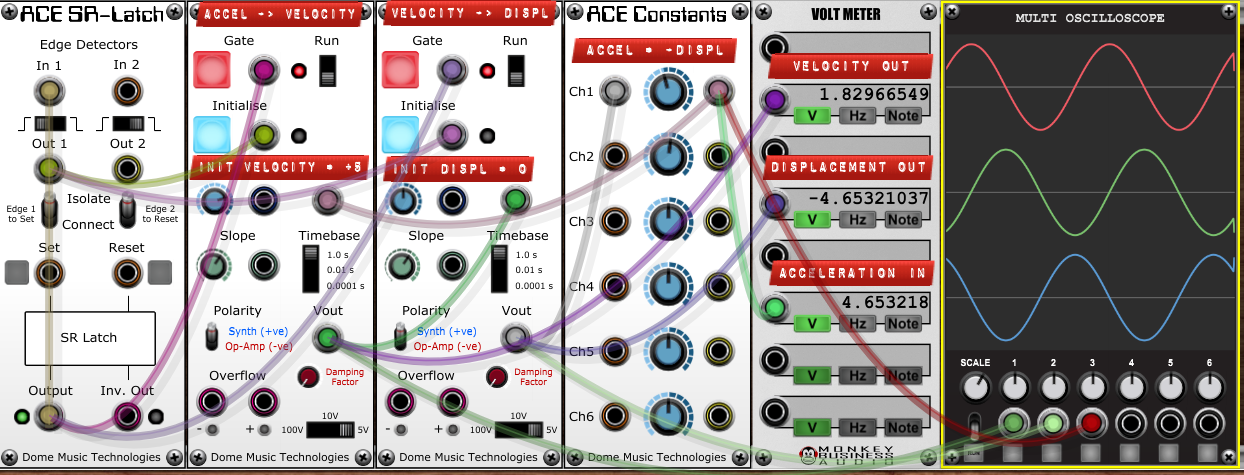 ACE SR-Latch
Edge Detectors
In 1
In 2
Out 1
Out 2
Isolate
Edge 1
to Set
Edge 2
to Reset
Connect
Set
Reset
SR Latch
Output
Inv. Out
Dome Music Technologies
ACCEL -> VELOCITY
Gate
Run
Initialise
INIT VELOCITY = +5
Slope
Timebase
1.0 s
0.01 s
0.0001 s
Polarity
Vout
Synth (+ve)
Op-Amp (-ve)
Overflow
Damping
Factor
- +
10V
100V
5V
Dome Music Technologies
VELOCITY -> DISPL
Gate
Run
Initialise
INIT DISPL = 0
Slope
Timebase
1.0 s
0.01 s
0.0001 s
Polarity
Vout
Synth (+ve)
Op-Amp (-ve)
Overflow
Damping
Factor
- +
10V
100V
5V
Dome Music Technologies
ACE Constants
ACCEL = -DISPL
Ch1
Ch2
Ch3
Ch4
Ch5
Ch6
Dome Music Technologies
VOLT METER
VELOCITY OUT
1.82966549
V Hz Note
DISPLACEMENT OUT
-4.65321037
V Hz Note
ACCELERATION IN
4.653218
V Hz Note
V Hz Note
V Hz Note
MONKEY
BUSINESS
AUDIO
MULTI OSCILLOSCOPE
SCALE 1 2 3 4 5 6